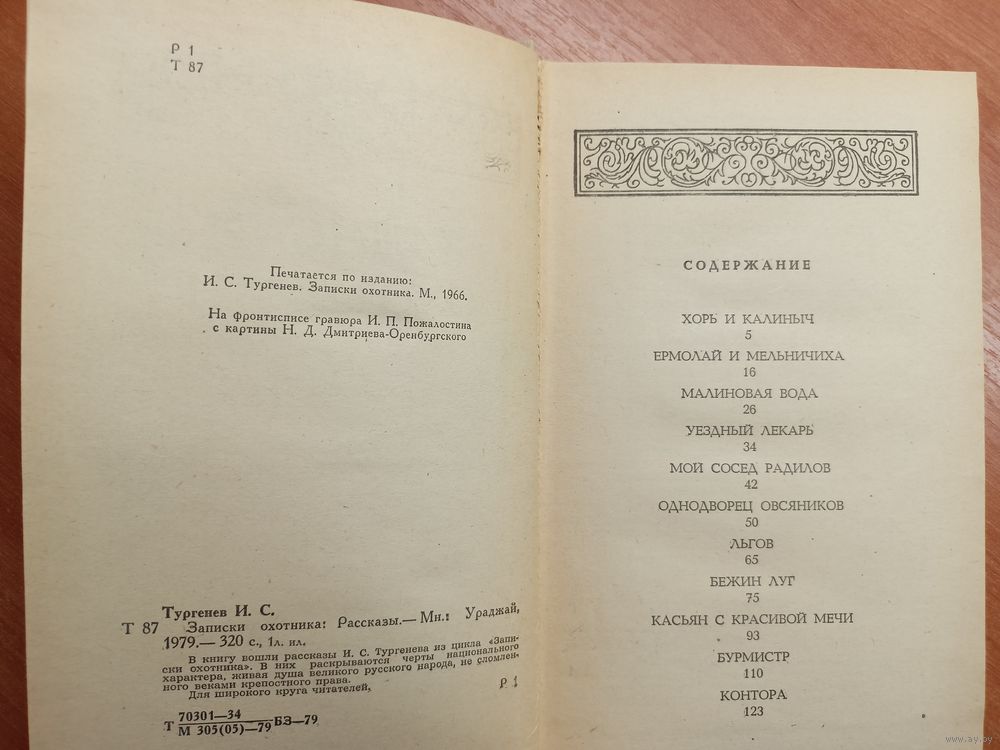 Р 1
Т 87
Печатается по изданию:
И. С. Тургенев. Записки охотника. М., 1966.
На фронтисписе гравюра И. П. Пожалостина
с картины Н. Д. Дмитриева-Оренбургского
Тургенев И. С.
Т 87 Записки охотника: Рассказы.— Мн.: Ураджай,
1979.— 320 с., 1л. ил.
В книгу вошли рассказы И. С. Тургенева из цикла «Запи-
ски охотника». В них раскрываются черты национального
характера, живая душа великого русского народа, не сломлен-
ного веками крепостного права.
Для широкого круга читателей,
Р 1
Т 70301—34
М 305(05)—79 БЗ—79
СОДЕРЖАНИЕ
ХОРЬ И КАЛИНЫЧ
5
ЕРМОЛАЙ И МЕЛЬНИЧИХА
16
МАЛИНОВАЯ ВОДА
26
УЕЗДНЫЙ ЛЕКАРЬ
34
МОЙ СОСЕД РАДИЛОВ
42
ОДНОДВОРЕЦ ОВСЯНИКОВ
50
ЛЬГОВ
65
БЕЖИН ЛУГ
75
КАСЬЯН С КРАСИВОЙ МЕЧИ
93
БУРМИСТР
110
КОНТОРА
123
www.ay.by